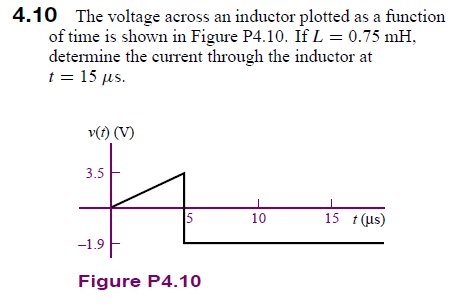 4.10 The voltage across an inductor plotted as a function
of time is shown in Figure P4.10. If L = 0.75 mH,
determine the current through the inductor at
t = 15 μs.
v(t) (V)
3.5
5 10 15 t (μs)
–1.9
Figure P4.10